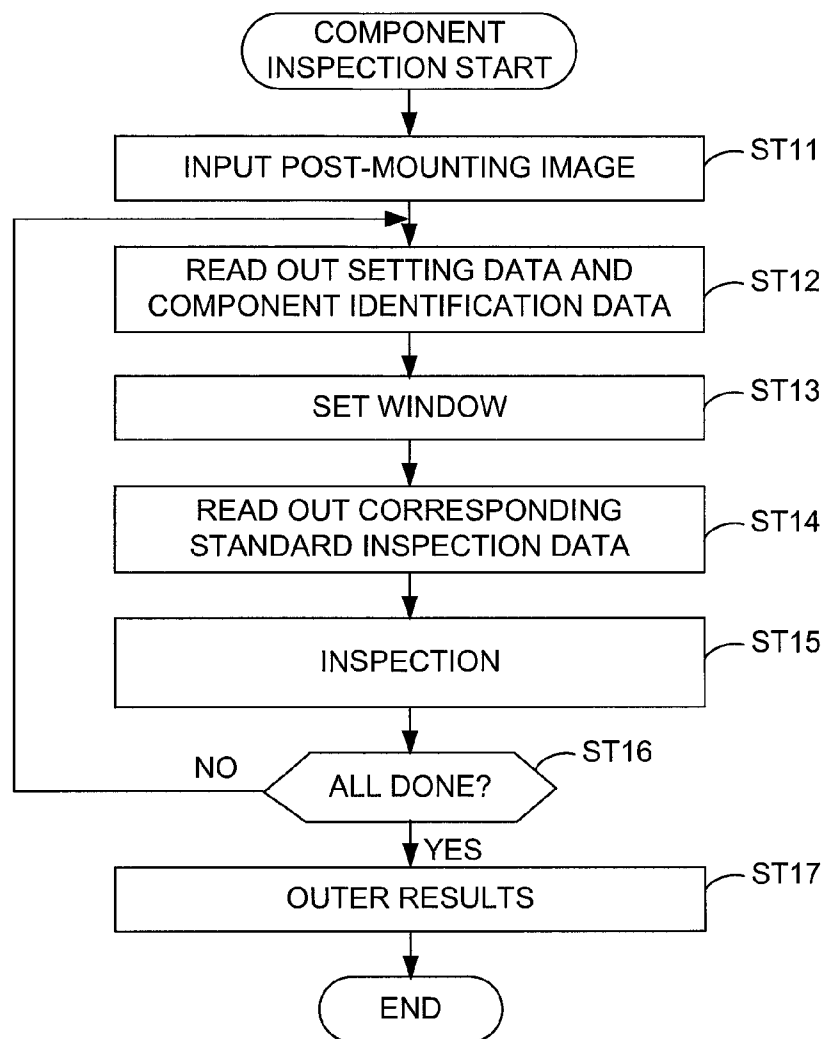 COMPONENT
INSPECTION START
INPUT POST-MOUNTING IMAGE
ST11
READ OUT SETTING DATA AND
COMPONENT IDENTIFICATION DATA
ST12
SET WINDOW
ST13
READ OUT CORRESPONDING
STANDARD INSPECTION DATA
ST14
INSPECTION
ST15
ALL DONE?
ST16
NO
YES
OUTER RESULTS
ST17
END